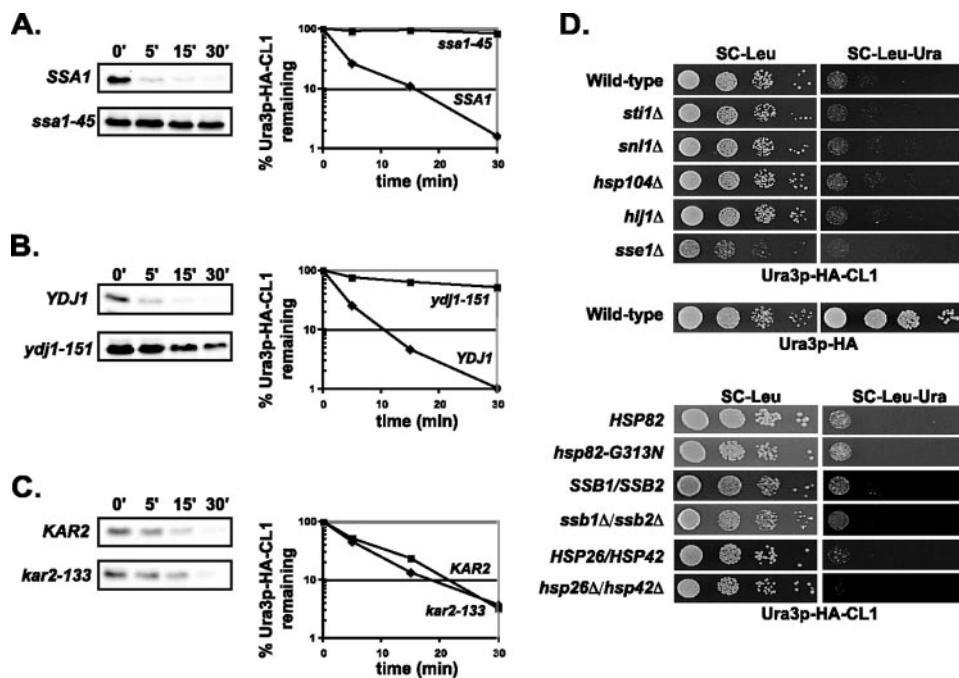 A.
0' 5' 15' 30'
SSA1
ssa1-45
% Ura3p-HA-CL1
remaining
100
10
1
ssa1-45
SSA1
0 10 20 30
time (min)
B.
0' 5' 15' 30'
YDJ1
ydj1-151
% Ura3p-HA-CL1
remaining
100
10
1
ydj1-151
YDJ1
0 10 20 30
time (min)
C.
0' 5' 15' 30'
KAR2
kar2-133
% Ura3p-HA-CL1
remaining
100
10
1
KAR2
kar2-133
0 10 20 30
time (min)
D.
SC-Leu SC-Leu-Ura
Wild-type
sti1Δ
snl1Δ
hsp104Δ
hlj1Δ
sse1Δ
Ura3p-HA-CL1
Wild-type
Ura3p-HA
SC-Leu SC-Leu-Ura
HSP82
hsp82-G313N
SSB1/SSB2
ssb1Δ/ssb2Δ
HSP26/HSP42
hsp26Δ/hsp42Δ
Ura3p-HA-CL1